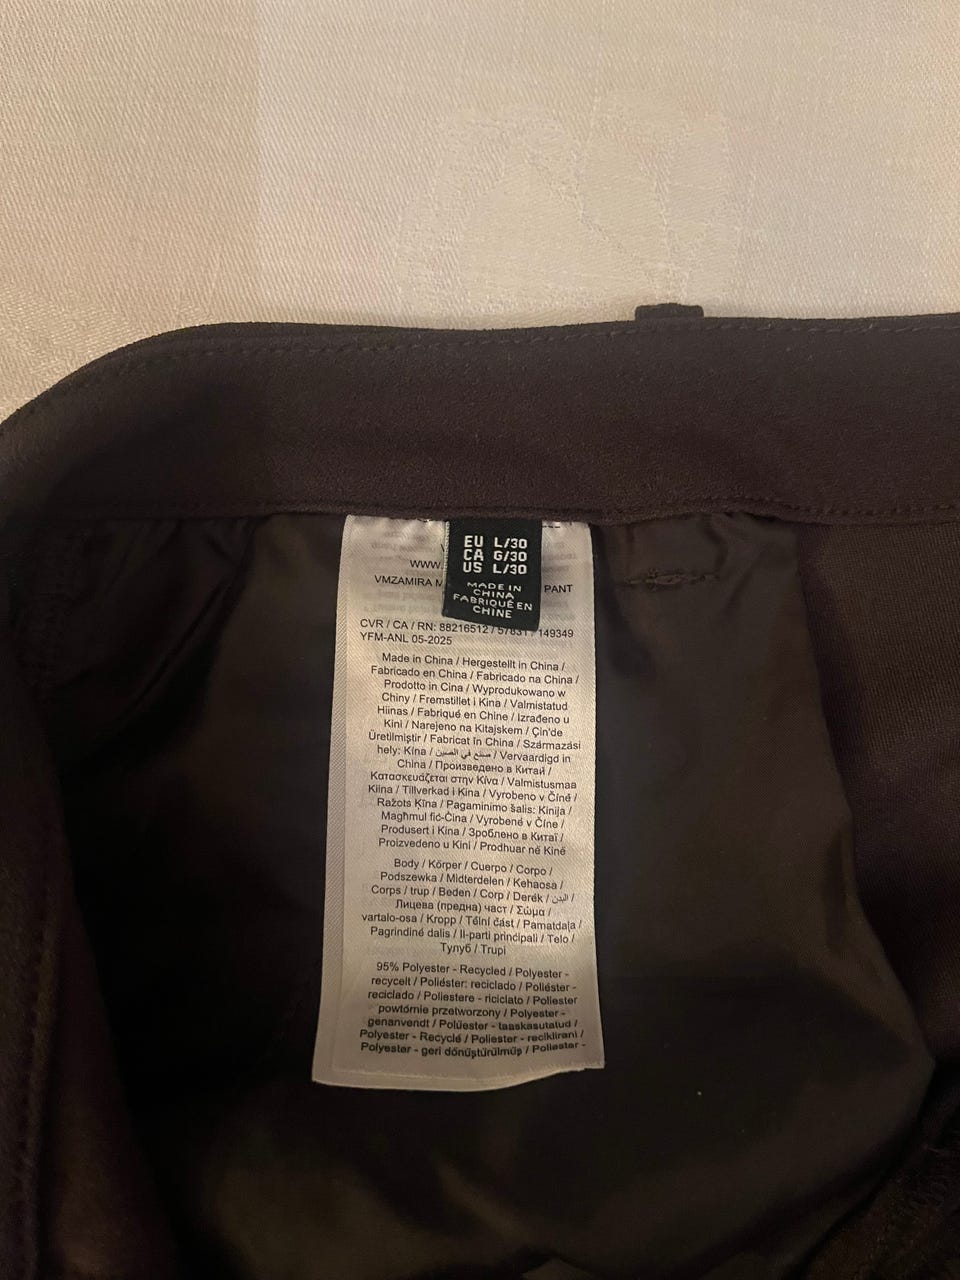 EU L/30
CA G/30
US L/30
MADE IN
CHINA
FABRIQUÉ EN
CHINE
WWW.
VMZAMIRA M
PANT
CVR / CA / RN: 88216512 / 57831 / 149349
YFM-ANL 05-2025
Made in China / Hergestellt in China /
Fabricado en China / Fabricado na China /
Prodotto in Cina / Wyprodukowano w
Chiny / Fremstillet i Kina / Valmistatud
Hiinas / Fabriqué en Chine / Izrađeno u
Kini / Narejeno na Kitajskem / Çin'de
Üretilmiştir / Fabricat în China / Származási
hely: Kína / صنع في الصين / Vervaardigd in
China / Произведено в Китай /
Κατασκευάζεται στην Κίνα / Valmistusmaa
Kiina / Tillverkad i Kina / Vyrobeno v Číně /
Ražots Ķīna / Pagaminimo šalis: Kinija /
Magħmul fiċ-Ċina / Vyrobené v Číne /
Produsert i Kina / Зроблено в Китаї /
Proizvedeno u Kini / Prodhuar në Kinë
Body / Körper / Cuerpo / Corpo /
Podszewka / Midterdelen / Kehaosa /
Corps / trup / Beden / Corp / Derék / البدن /
Лицева (предна) част / Σώμα /
vartalo-osa / Kropp / Tělní část / Pamatdaļa /
Pagrindinė dalis / Il-parti prinċipali / Telo /
Тулуб / Trupi
95% Polyester - Recycled / Polyester -
recycelt / Poliéster: reciclado / Poliéster -
reciclado / Poliestere - riciclato / Poliester
powtórnie przetworzony / Polyester -
genanvendt / Polüester - taaskasutatud /
Polyester - Recyclé / Poliester - reciklirani /
Polyester - geri dönüştürülmüş / Poliester -